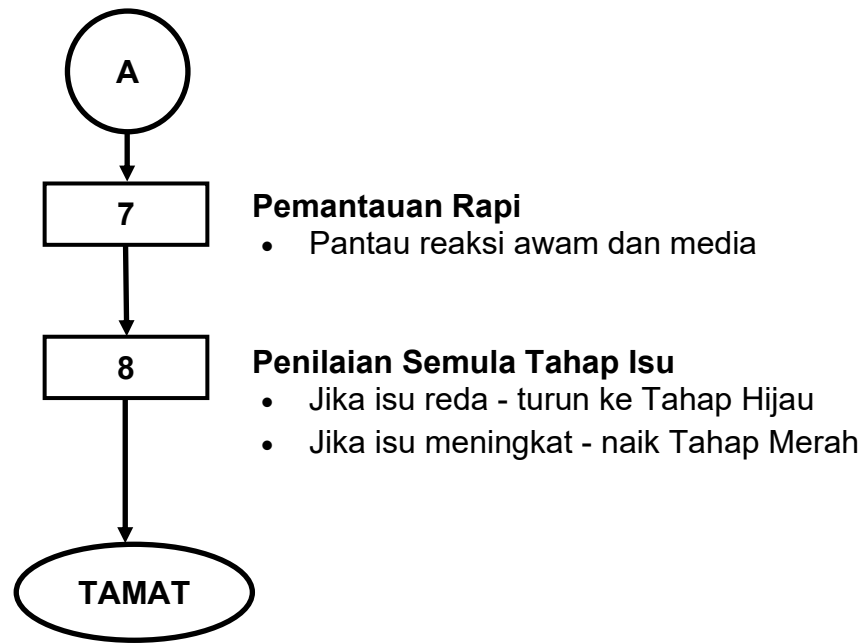 A
7
Pemantauan Rapi
• Pantau reaksi awam dan media
8
Penilaian Semula Tahap Isu
• Jika isu reda - turun ke Tahap Hijau
• Jika isu meningkat - naik Tahap Merah
TAMAT